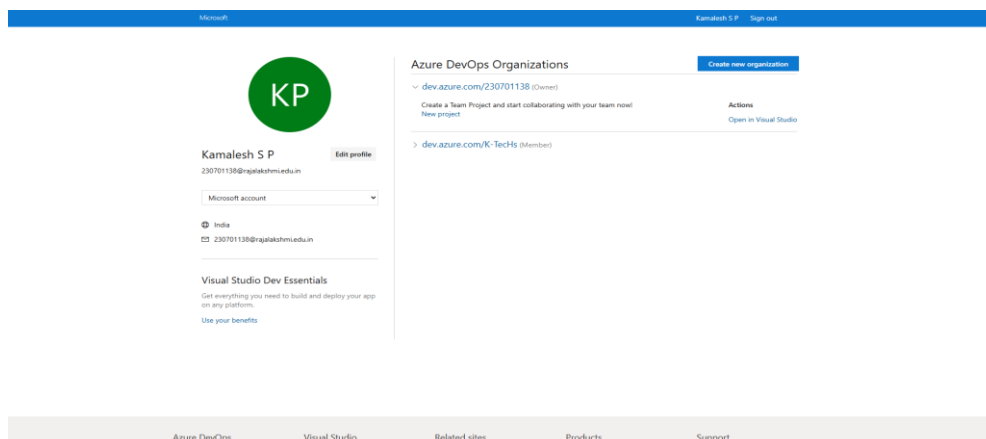 Microsoft
Kamalesh S P Sign out
KP
Kamalesh S P
Edit profile
230701138@rajalakshmi.edu.in
Microsoft account
India
230701138@rajalakshmi.edu.in
Visual Studio Dev Essentials
Get everything you need to build and deploy your app
on any platform.
Use your benefits
Azure DevOps Organizations
Create new organization
dev.azure.com/230701138 (Owner)
Create a Team Project and start collaborating with your team now!
New project
Actions
Open in Visual Studio
dev.azure.com/K-TecHs (Member)
Azure DevOps Visual Studio Related sites Products Support